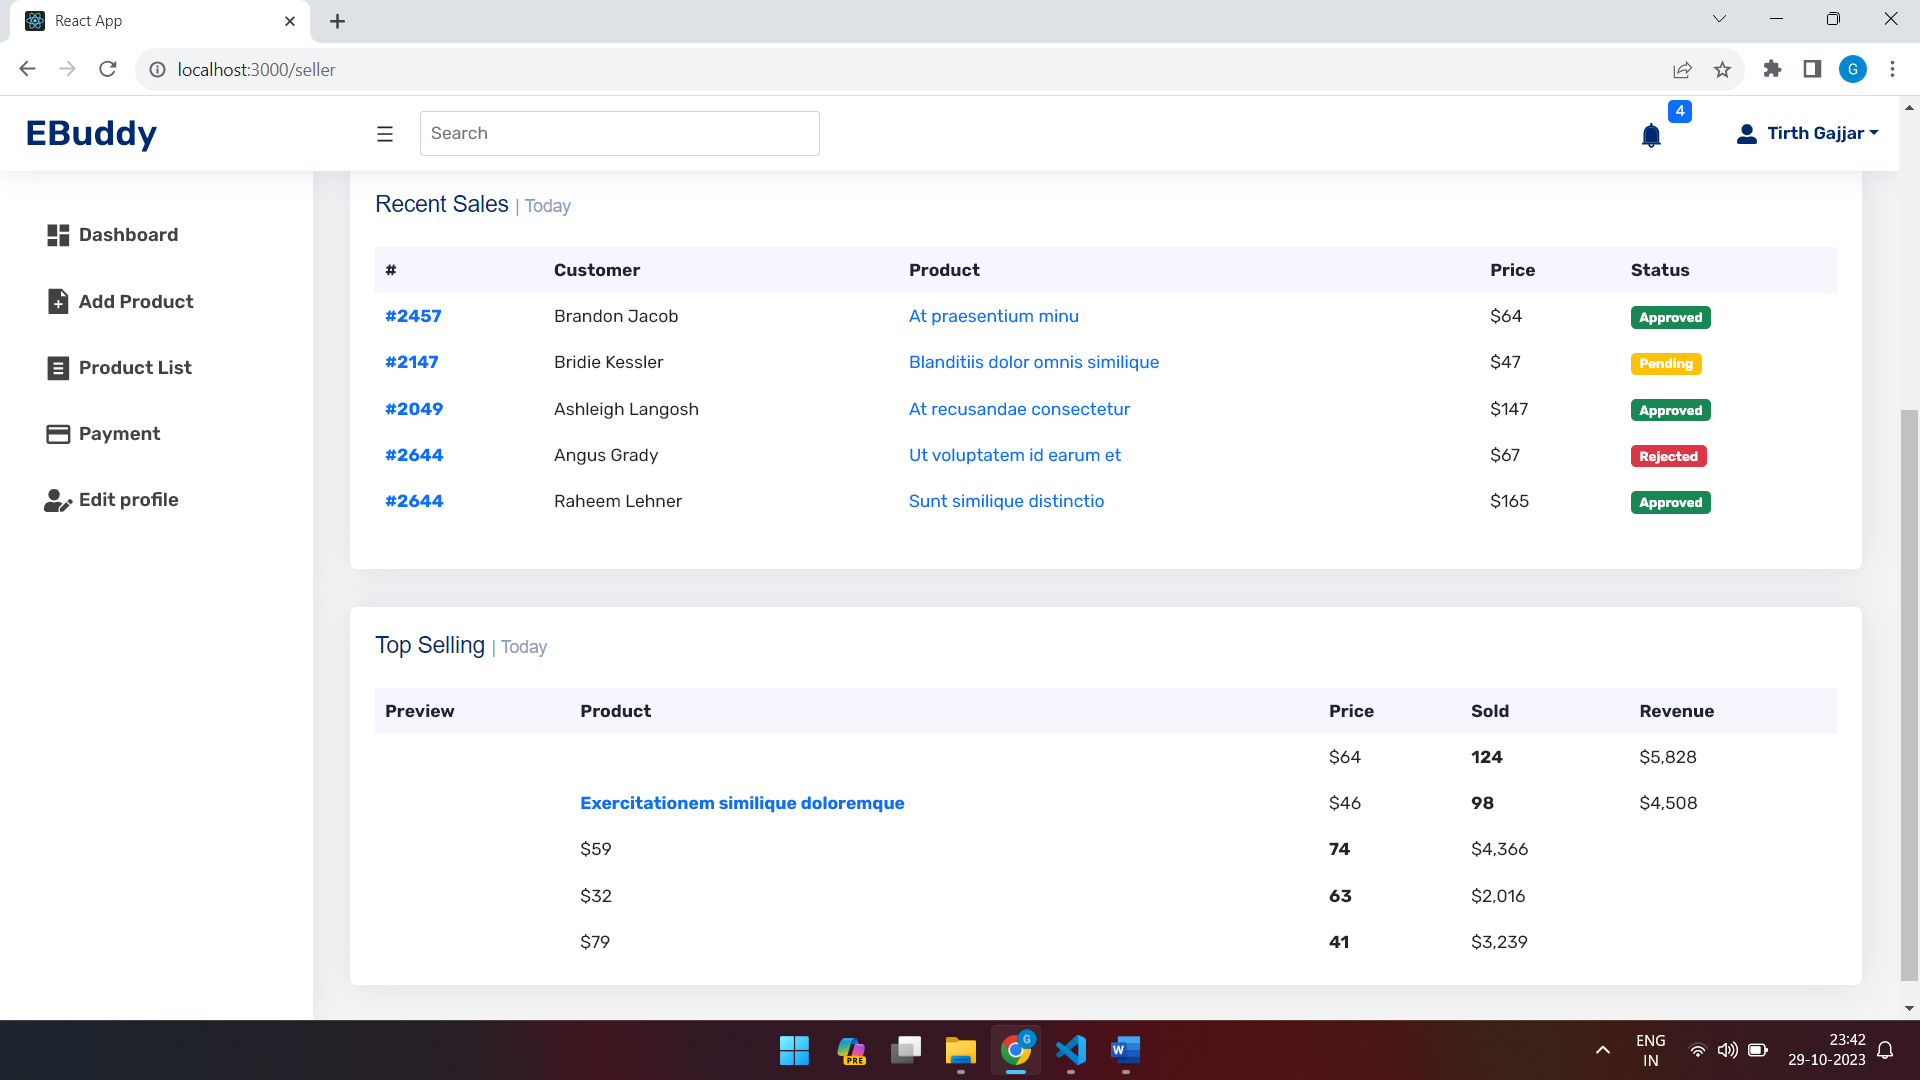 React App
localhost:3000/seller
G
EBuddy
Search
4
Tirth Gajjar
Dashboard
Add Product
Product List
Payment
Edit profile
Recent Sales | Today
# Customer Product Price Status
#2457 Brandon Jacob At praesentium minu $64 Approved
#2147 Bridie Kessler Blanditiis dolor omnis similique $47 Pending
#2049 Ashleigh Langosh At recusandae consectetur $147 Approved
#2644 Angus Grady Ut voluptatem id earum et $67 Rejected
#2644 Raheem Lehner Sunt similique distinctio $165 Approved
Top Selling | Today
Preview Product Price Sold Revenue
$64 124 $5,828
Exercitationem similique doloremque $46 98 $4,508
$59 74 $4,366
$32 63 $2,016
$79 41 $3,239
PRE
G
W
ENG
IN
23:42
29-10-2023